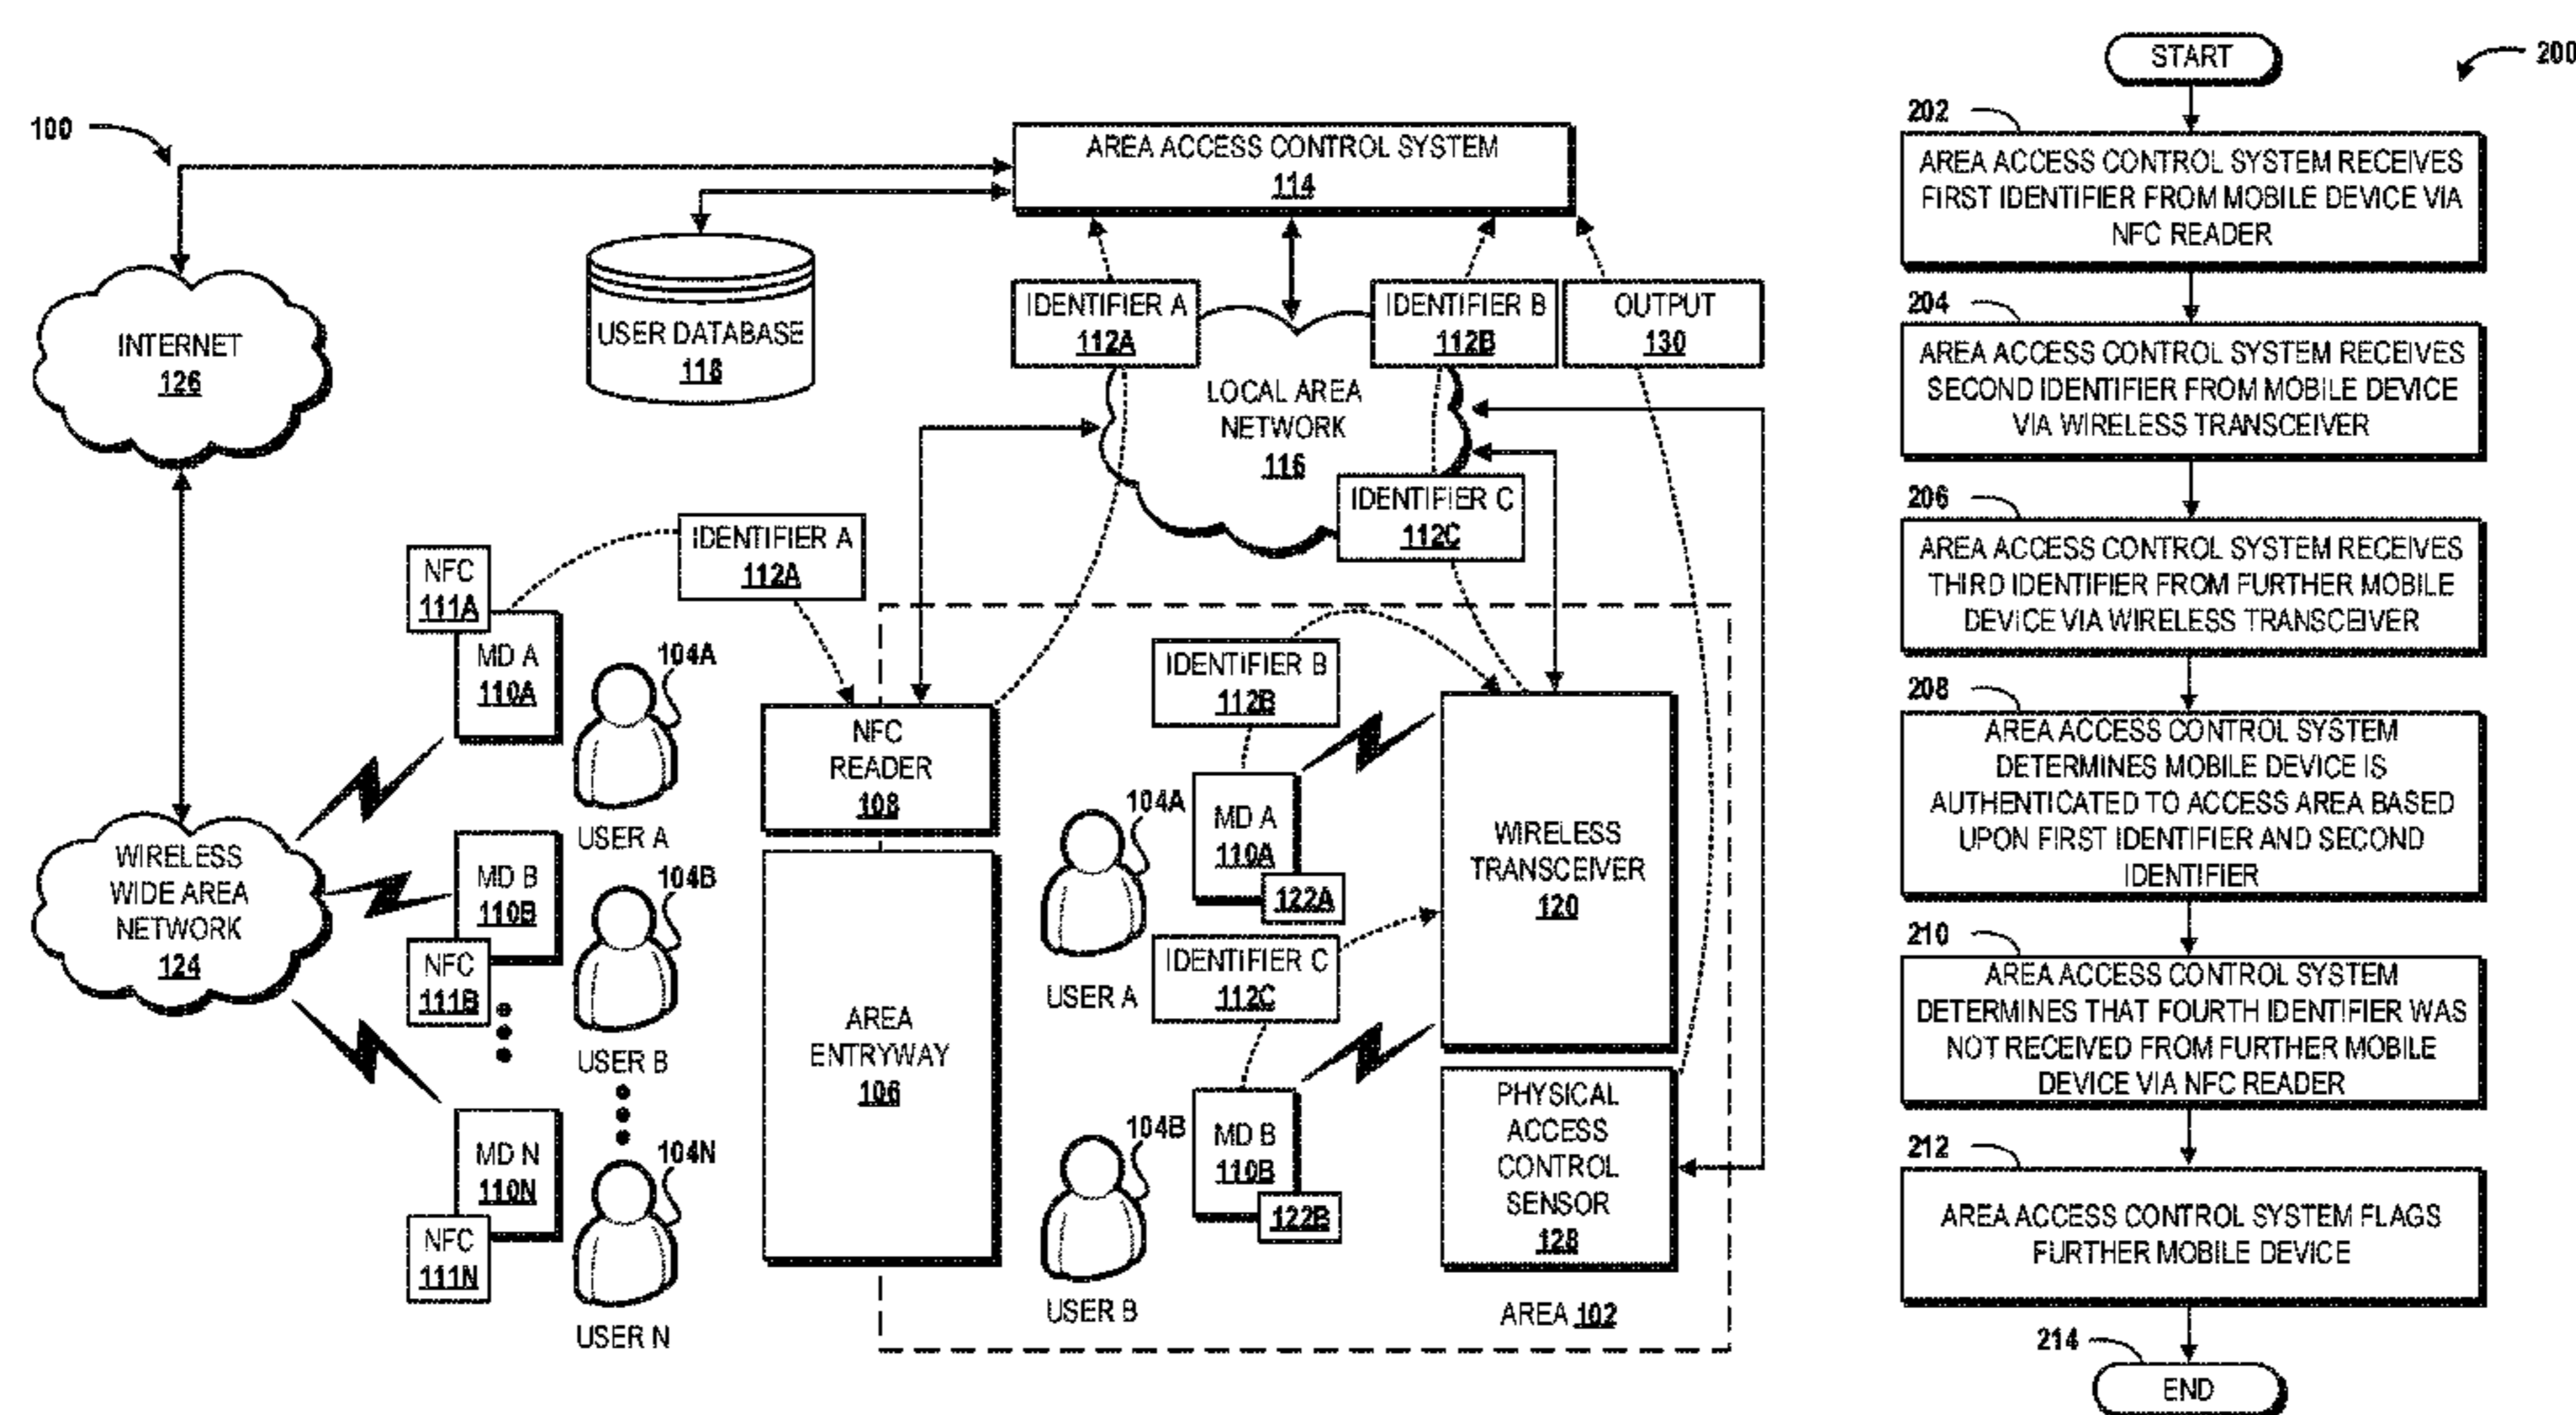 100
AREA ACCESS CONTROL SYSTEM
114
INTERNET
126
USER DATABASE
118
IDENTIFIER A
112A
IDENTIFIER B
112B
OUTPUT
130
LOCAL AREA
NETWORK
116
IDENTIFIER C
112C
IDENTIFIER A
112A
NFC
111A
MD A
110A
104A
USER A
WIRELESS
WIDE AREA
NETWORK
124
MD B
110B
NFC
111B
104B
USER B
MD N
110N
NFC
111N
104N
USER N
NFC
READER
108
AREA
ENTRYWAY
106
IDENTIFIER B
112B
104A
MD A
110A
122A
USER A
IDENTIFIER C
112C
104B
MD B
110B
122B
USER B
WIRELESS
TRANSCEIVER
120
PHYSICAL
ACCESS
CONTROL
SENSOR
128
AREA 102
200
START
202
AREA ACCESS CONTROL SYSTEM RECEIVES
FIRST IDENTIFIER FROM MOBILE DEVICE VIA
NFC READER
204
AREA ACCESS CONTROL SYSTEM RECEIVES
SECOND IDENTIFIER FROM MOBILE DEVICE
VIA WIRELESS TRANSCEIVER
206
AREA ACCESS CONTROL SYSTEM RECEIVES
THIRD IDENTIFIER FROM FURTHER MOBILE
DEVICE VIA WIRELESS TRANSCEIVER
208
AREA ACCESS CONTROL SYSTEM
DETERMINES MOBILE DEVICE IS
AUTHENTICATED TO ACCESS AREA BASED
UPON FIRST IDENTIFIER AND SECOND
IDENTIFIER
210
AREA ACCESS CONTROL SYSTEM
DETERMINES THAT FOURTH IDENTIFIER WAS
NOT RECEIVED FROM FURTHER MOBILE
DEVICE VIA NFC READER
212
AREA ACCESS CONTROL SYSTEM FLAGS
FURTHER MOBILE DEVICE
214
END